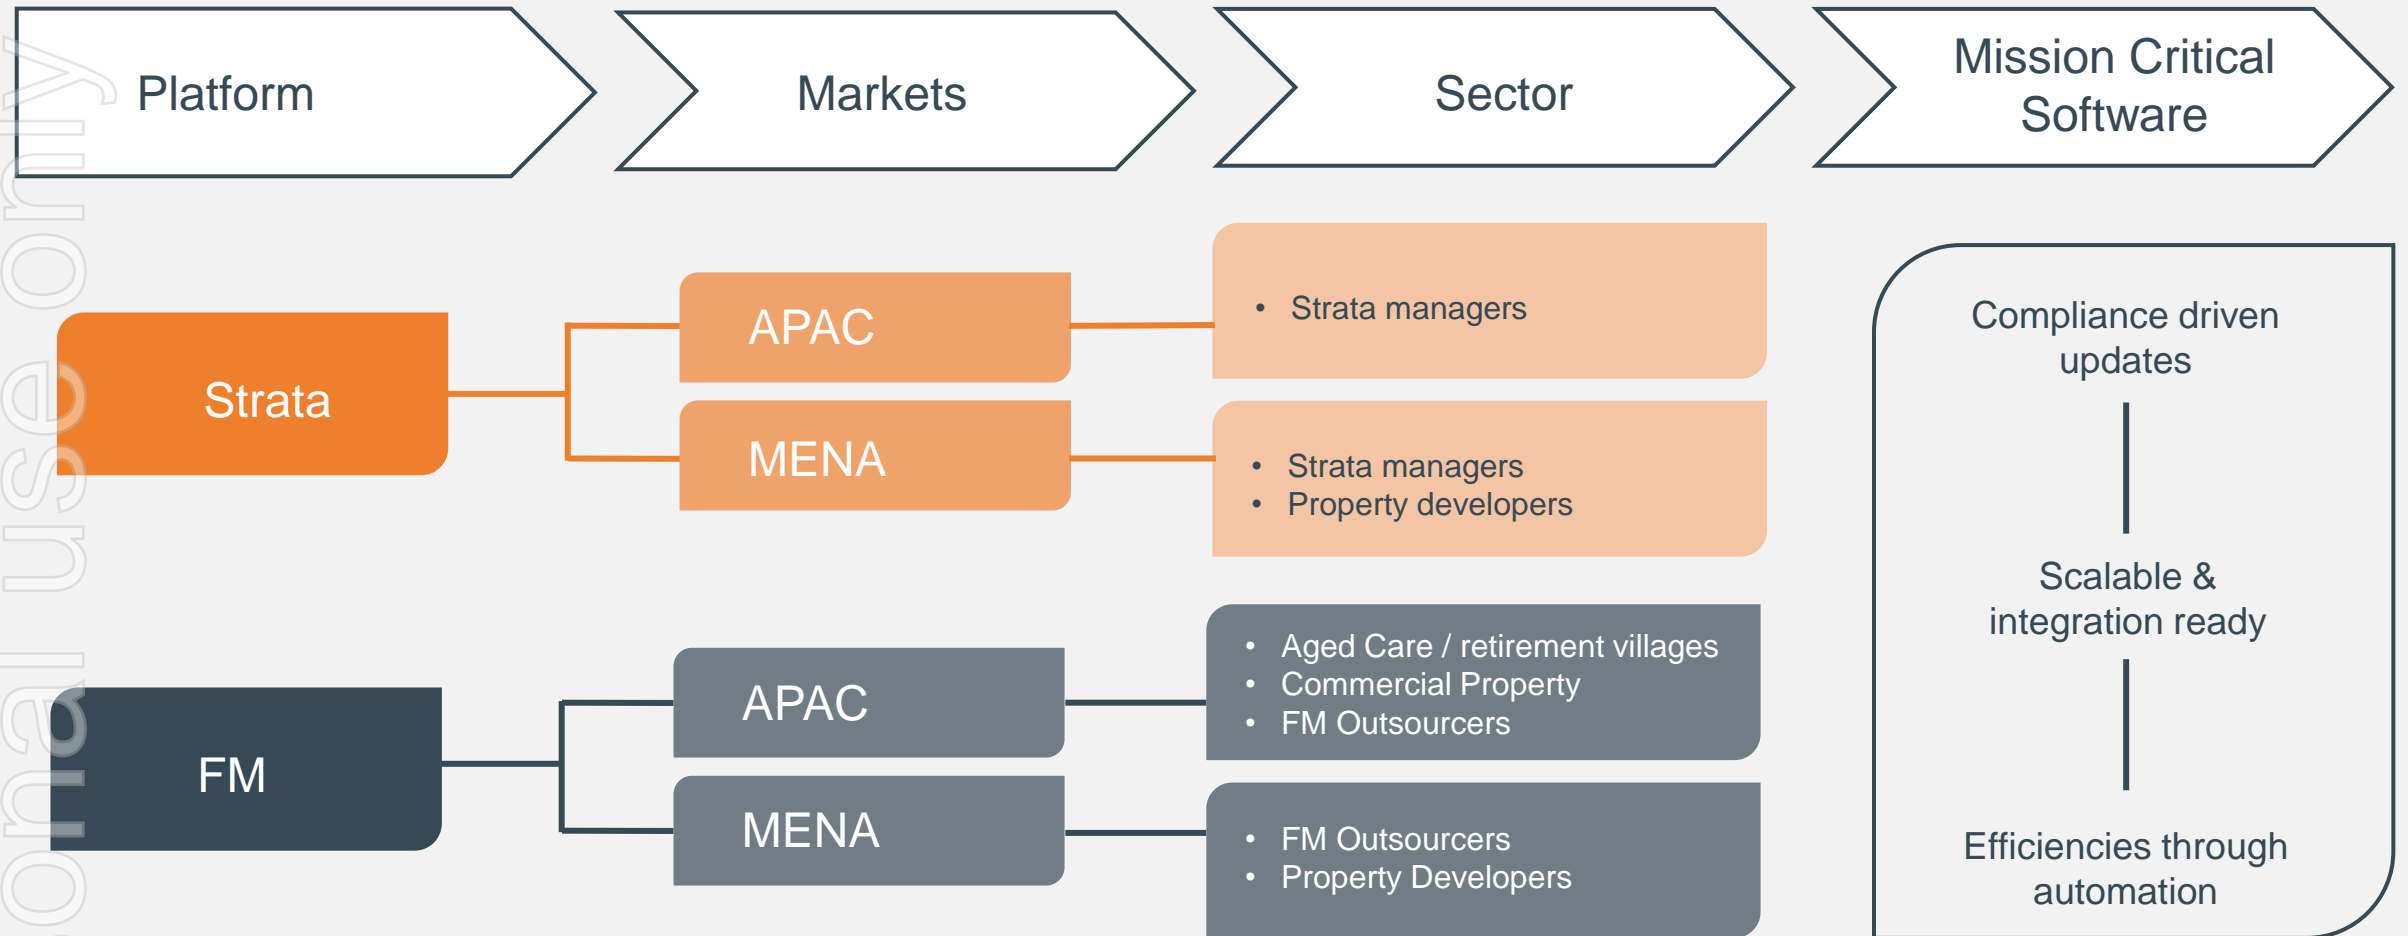 Platform
Markets
Sector
Mission Critical
Software
Strata
APAC
• Strata managers
MENA
• Strata managers
• Property developers
FM
APAC
• Aged Care / retirement villages
• Commercial Property
• FM Outsourcers
MENA
• FM Outsourcers
• Property Developers
Compliance driven
updates
Scalable &
integration ready
Efficiencies through
automation
use only